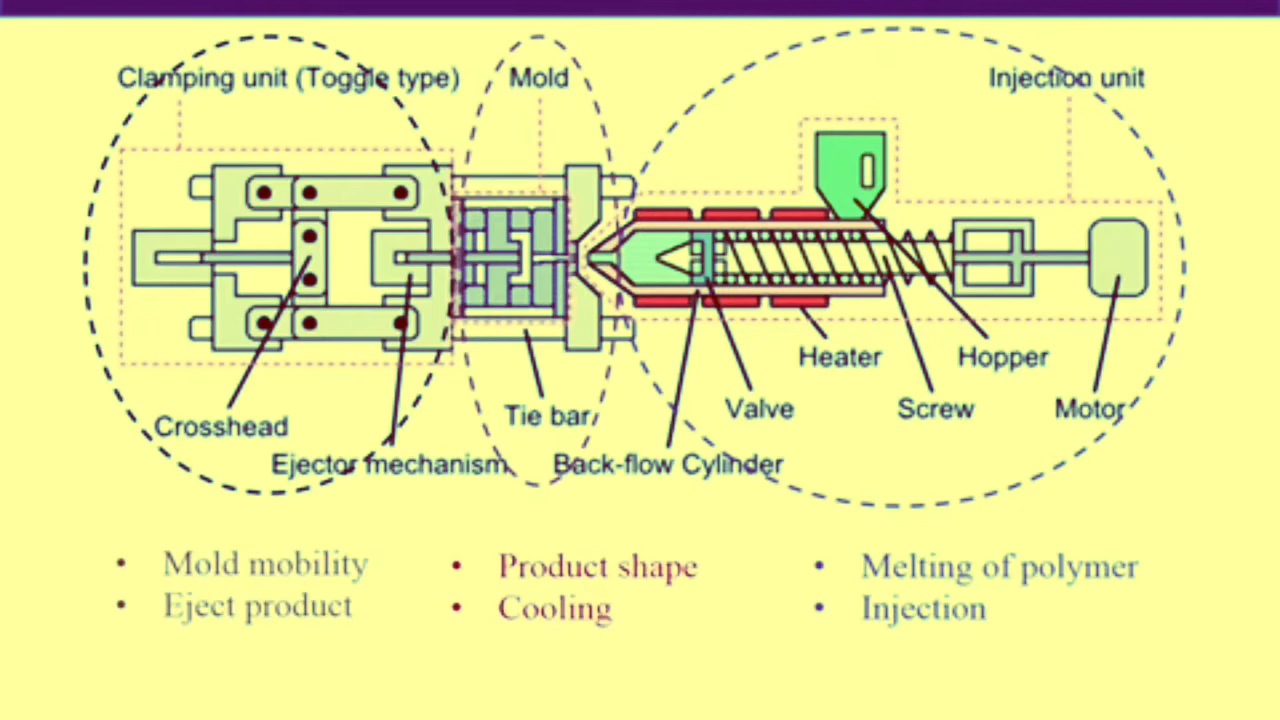 Clamping unit (Toggle type)
Mold
Injection unit
Heater
Hopper
Crosshead
Tie bar
Valve
Screw
Motor
Ejector mechanism
Back-flow Cylinder
• Mold mobility
• Eject product
• Product shape
• Cooling
• Melting of polymer
• Injection